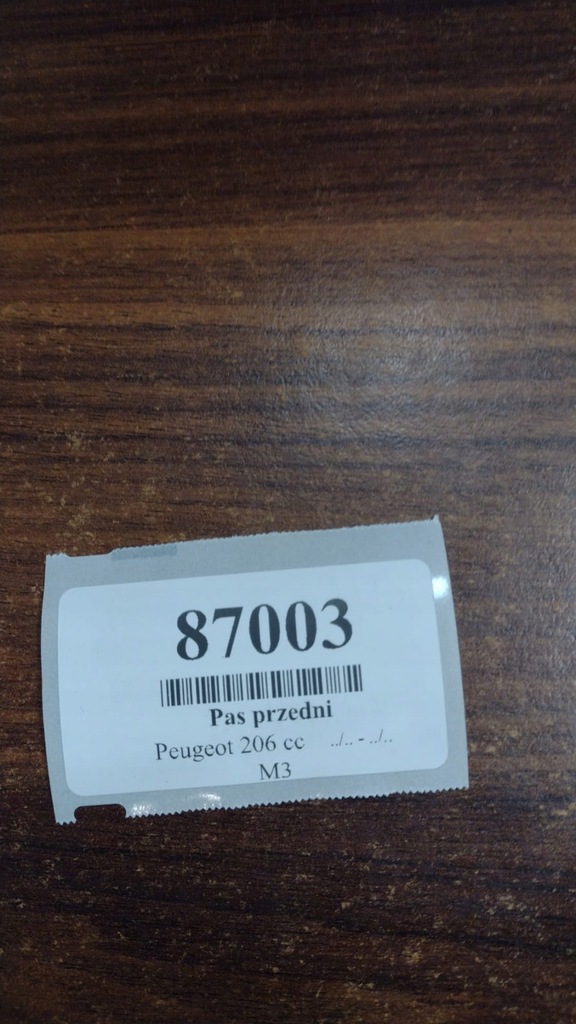 87003
Pas przedni
Peugeot 206 cc ../.. - ../..
M3